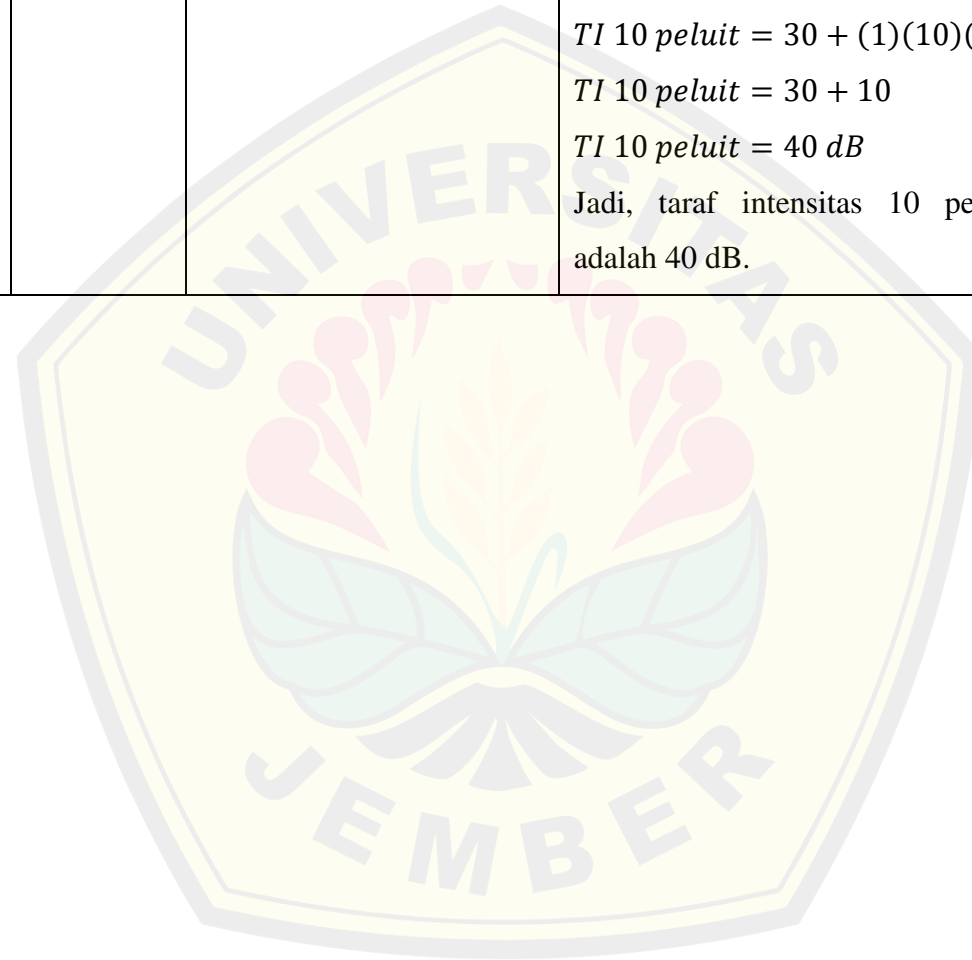 TI 10 peluit = 30 + (1)(10)(
TI 10 peluit = 30 + 10
TI 10 peluit = 40 dB
Jadi, taraf intensitas 10 pe
adalah 40 dB.
UNIVERSITAS
JEMBER